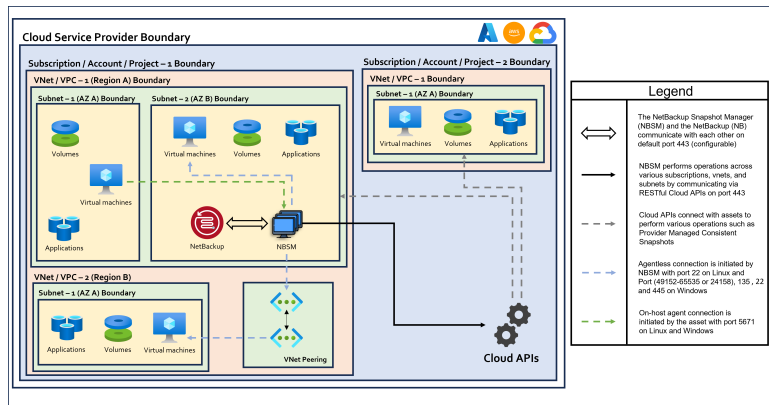 Cloud Service Provider Boundary
aws
Subscription / Account / Project – 1 Boundary
VNet / VPC – 1 (Region A) Boundary
Subnet – 1 (AZ A) Boundary
Volumes
Virtual machines
Applications
Subnet – 2 (AZ B) Boundary
Virtual machines
Volumes
Applications
NetBackup
NBSM
VNet / VPC – 2 (Region B)
Subnet – 1 (AZ A) Boundary
Applications
Volumes
Virtual machines
VNet Peering
Subscription / Account / Project – 2 Boundary
VNet / VPC – 1 Boundary
Subnet – 1 (AZ A) Boundary
Virtual machines
Volumes
Applications
Cloud APIs
Legend
The NetBackup Snapshot Manager
(NBSM) and the NetBackup (NB)
communicate with each other on
default port 443 (configurable)
NBSM performs operations across
various subscriptions, vnets, and
subnets by communicating via
RESTful Cloud APIs on port 443
Cloud APIs connect with assets to
perform various operations such as
Provider Managed Consistent
Snapshots
Agentless connection is initiated by
NBSM with port 22 on Linux and
Port (49152-65535 or 24158), 135, 22
and 445 on Windows
On-host agent connection is
initiated by the asset with port 5671
on Linux and Windows